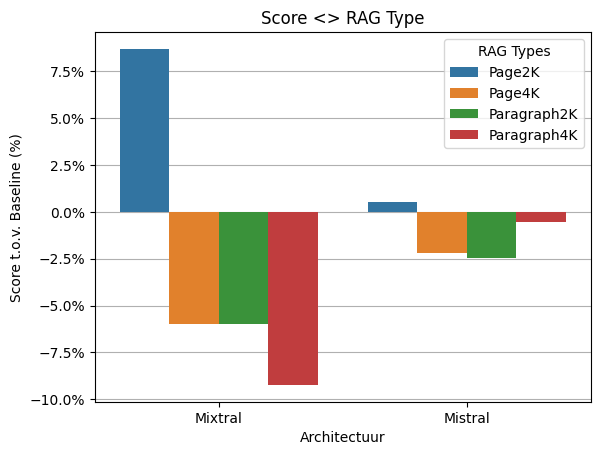 Score <> RAG Type
RAG Types
Page2K
Page4K
Paragraph2K
Paragraph4K
Score t.o.v. Baseline (%)
7.5%
5.0%
2.5%
0.0%
−2.5%
−5.0%
−7.5%
−10.0%
Mixtral
Mistral
Architectuur